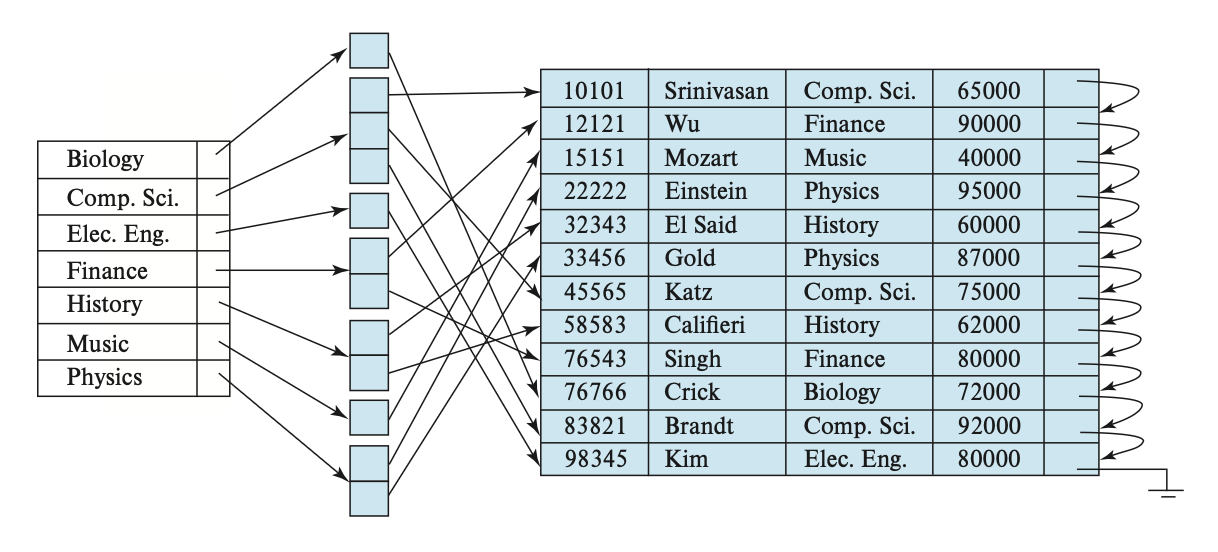 Biology
Comp. Sci.
Elec. Eng.
Finance
History
Music
Physics
10101 Srinivasan Comp. Sci. 65000
12121 Wu Finance 90000
15151 Mozart Music 40000
22222 Einstein Physics 95000
32343 El Said History 60000
33456 Gold Physics 87000
45565 Katz Comp. Sci. 75000
58583 Califieri History 62000
76543 Singh Finance 80000
76766 Crick Biology 72000
83821 Brandt Comp. Sci. 92000
98345 Kim Elec. Eng. 80000